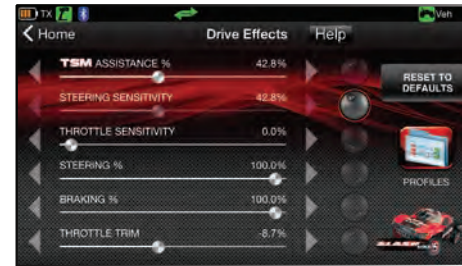 TX Veh
Home Drive Effects Help
TSM ASSISTANCE % 42.8%
STEERING SENSITIVITY 42.8%
THROTTLE SENSITIVITY 0.0%
STEERING % 100.0%
BRAKING % 100.0%
THROTTLE TRIM -8.7%
RESET TO
DEFAULTS
PROFILES
SLASH